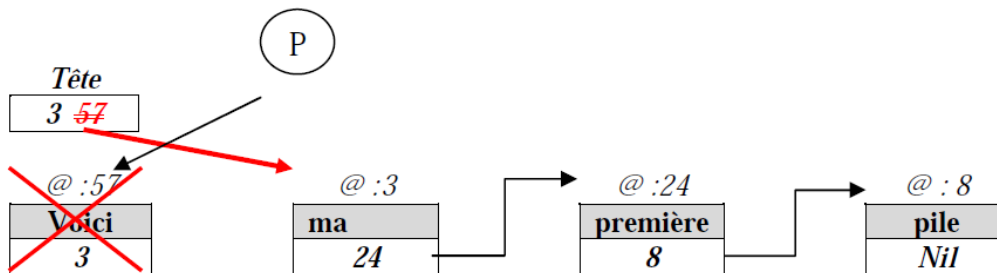 P
Tête
3 57
@ :57 @ :3 @ :24 @ : 8
Voici ma première pile
3 24 8 Nil